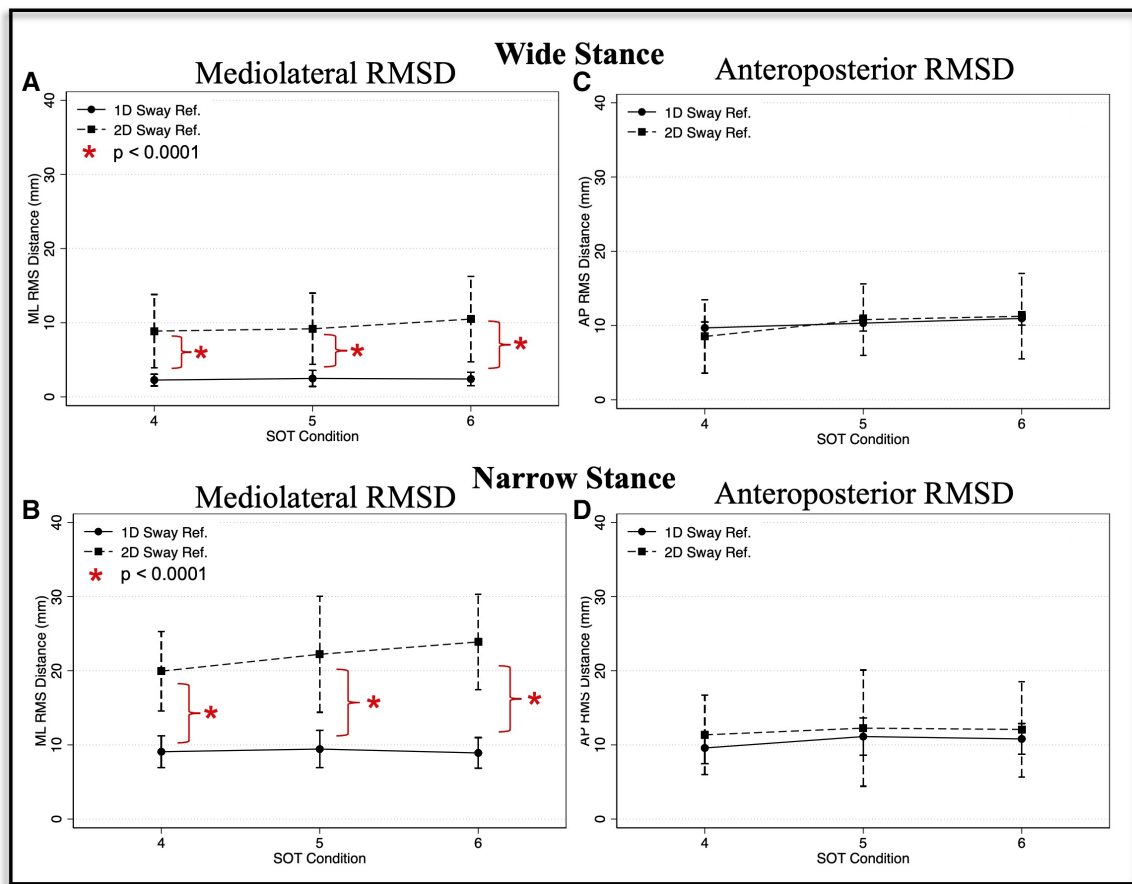 Wide Stance
A
Mediolateral RMSD
40
30
20
10
0
ML RMS Distance (mm)
1D Sway Ref.
2D Sway Ref.
* p < 0.0001
*
*
*
4 5 6
SOT Condition
C
Anteroposterior RMSD
40
30
20
10
0
AP RMS Distance (mm)
1D Sway Ref.
2D Sway Ref.
4 5 6
SOT Condition
Narrow Stance
B
Mediolateral RMSD
40
30
20
10
0
ML RMS Distance (mm)
1D Sway Ref.
2D Sway Ref.
* p < 0.0001
*
*
*
4 5 6
SOT Condition
D
Anteroposterior RMSD
40
30
20
10
0
AP RMS Distance (mm)
1D Sway Ref.
2D Sway Ref.
4 5 6
SOT Condition